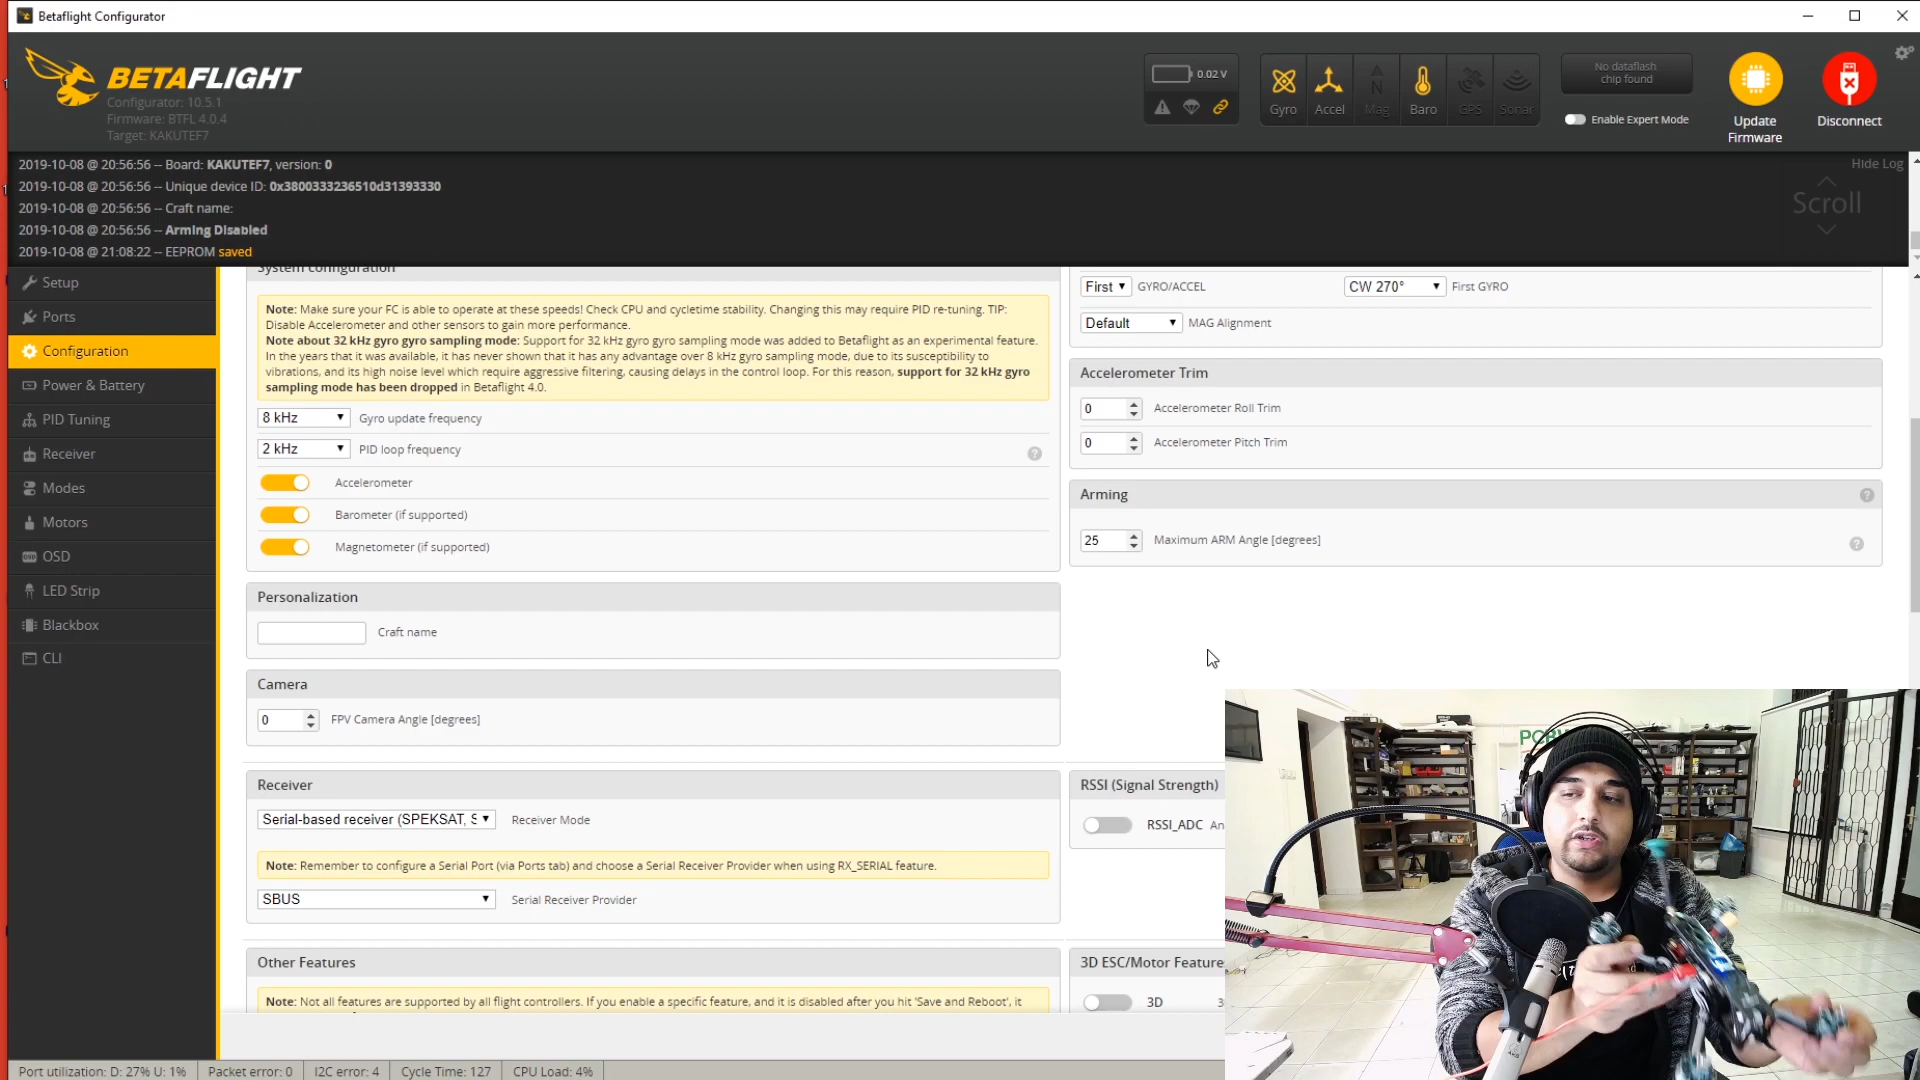 Betaflight Configurator
BETAFLIGHT
Configurator: 10.5.1
Firmware: BTFL 4.0.4
Target: KAKUTEF7
0.02 V
Gyro
Accel
Mag
Baro
GPS
Sonar
No dataflash
chip found
Enable Expert Mode
Update
Firmware
Disconnect
2019-10-08 @ 20:56:56 -- Board: KAKUTEF7, version: 0
2019-10-08 @ 20:56:56 -- Unique device ID: 0x3800333236510d31393330
2019-10-08 @ 20:56:56 -- Craft name:
2019-10-08 @ 20:56:56 -- Arming Disabled
2019-10-08 @ 21:08:22 -- EEPROM saved
Hide Log
Scroll
Setup
Ports
Configuration
Power & Battery
PID Tuning
Receiver
Modes
Motors
OSD
LED Strip
Blackbox
CLI
System configuration
Note: Make sure your FC is able to operate at these speeds! Check CPU and cycletime stability. Changing this may require PID re-tuning. TIP:
Disable Accelerometer and other sensors to gain more performance.
Note about 32 kHz gyro gyro sampling mode: Support for 32 kHz gyro gyro sampling mode was added to Betaflight as an experimental feature.
In the years that it was available, it has never shown that it has any advantage over 8 kHz gyro sampling mode, due to its susceptibility to
vibrations, and its high noise level which require aggressive filtering, causing delays in the control loop. For this reason, support for 32 kHz gyro
sampling mode has been dropped in Betaflight 4.0.
8 kHz Gyro update frequency
2 kHz PID loop frequency
Accelerometer
Barometer (if supported)
Magnetometer (if supported)
Personalization
Craft name
Camera
0 FPV Camera Angle [degrees]
Receiver
Serial-based receiver (SPEKSAT, S Receiver Mode
Note: Remember to configure a Serial Port (via Ports tab) and choose a Serial Receiver Provider when using RX_SERIAL feature.
SBUS Serial Receiver Provider
Other Features
Note: Not all features are supported by all flight controllers. If you enable a specific feature, and it is disabled after you hit 'Save and Reboot', it
First GYRO/ACCEL
CW 270° First GYRO
Default MAG Alignment
Accelerometer Trim
0 Accelerometer Roll Trim
0 Accelerometer Pitch Trim
Arming
25 Maximum ARM Angle [degrees]
RSSI (Signal Strength)
RSSI_ADC An
3D ESC/Motor Feature
3D 3
Port utilization: D: 27% U: 1%
Packet error: 0
I2C error: 4
Cycle Time: 127
CPU Load: 4%